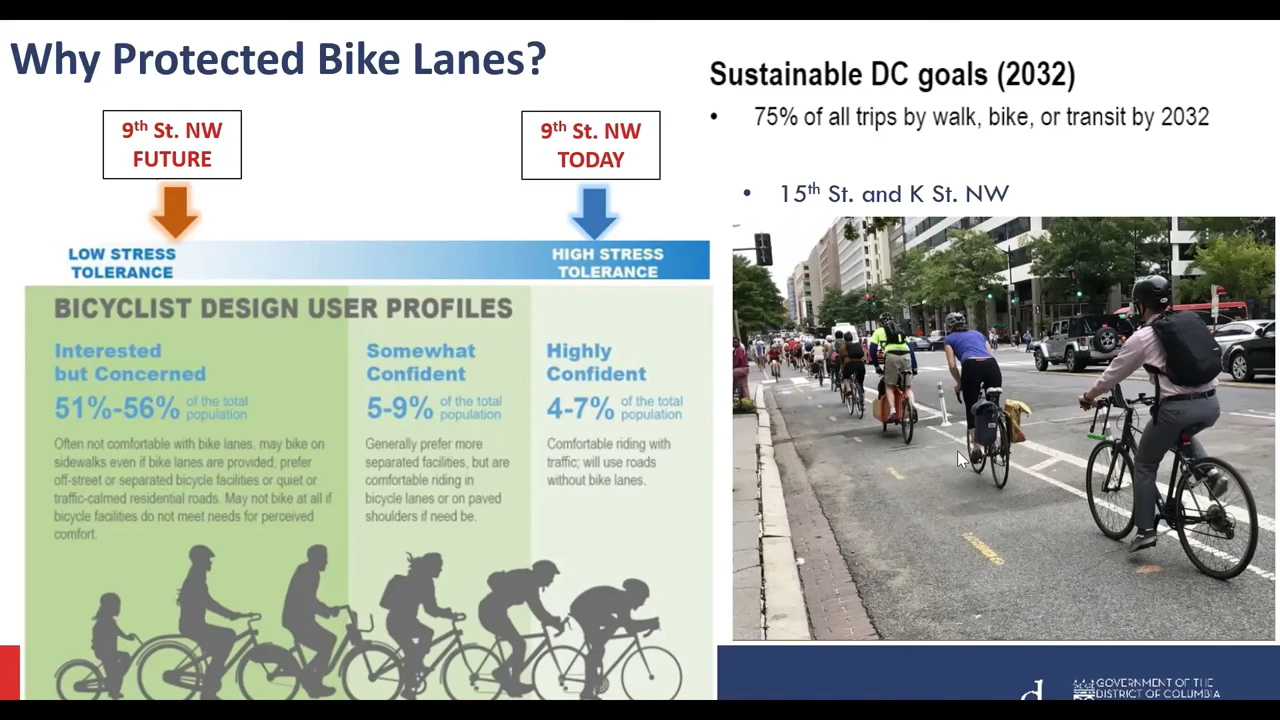 Why Protected Bike Lanes?
9th St. NW
FUTURE
9th St. NW
TODAY
LOW STRESS
TOLERANCE
HIGH STRESS
TOLERANCE
BICYCLIST DESIGN USER PROFILES
Interested
but Concerned
51%-56% of the total
population
Often not comfortable with bike lanes, may bike on
sidewalks even if bike lanes are provided; prefer
off-street or separated bicycle facilities or quiet or
traffic-calmed residential roads. May not bike at all if
bicycle facilities do not meet needs for perceived
comfort.
Somewhat
Confident
5-9% of the total
population
Generally prefer more
separated facilities, but are
comfortable riding in
bicycle lanes or on paved
shoulders if need be.
Highly
Confident
4-7% of the total
population
Comfortable riding with
traffic; will use roads
without bike lanes.
Sustainable DC goals (2032)
• 75% of all trips by walk, bike, or transit by 2032
• 15th St. and K St. NW
d
GOVERNMENT OF THE
DISTRICT OF COLUMBIA